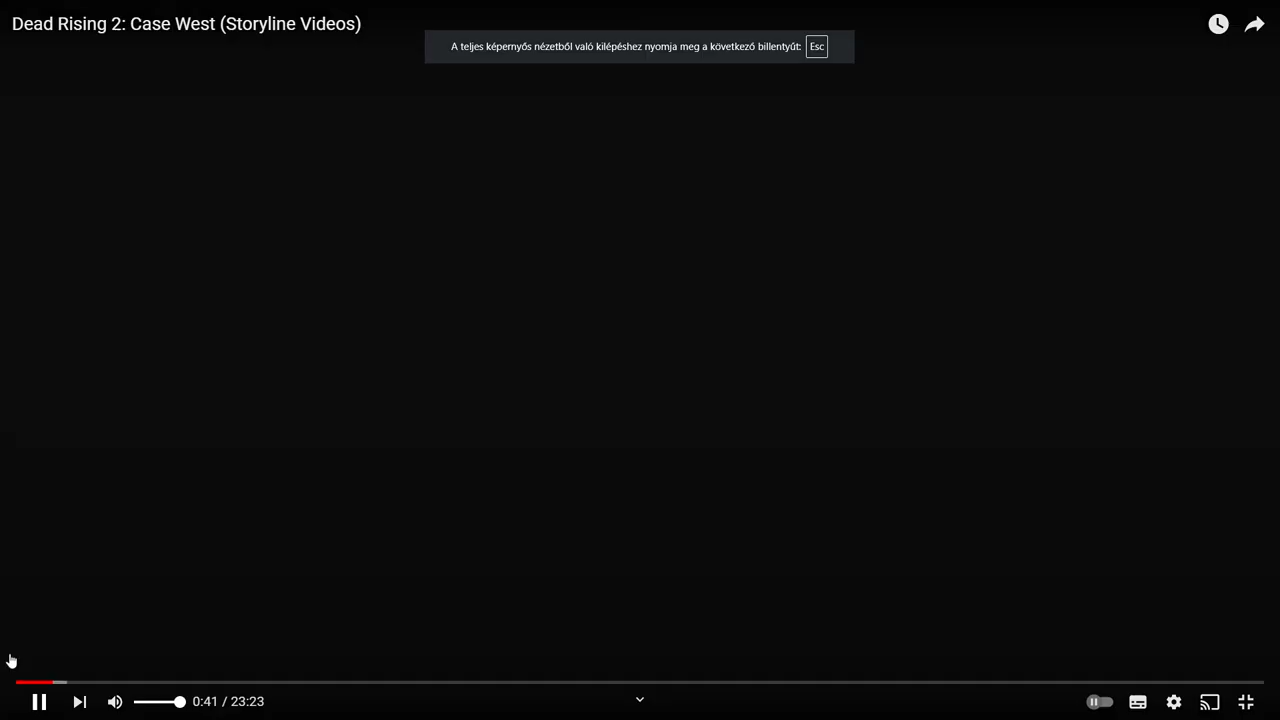 Dead Rising 2: Case West (Storyline Videos)
A teljes képernyős nézetből való kilépéshez nyomja meg a következő billentyűt: Esc
0:41 / 23:23